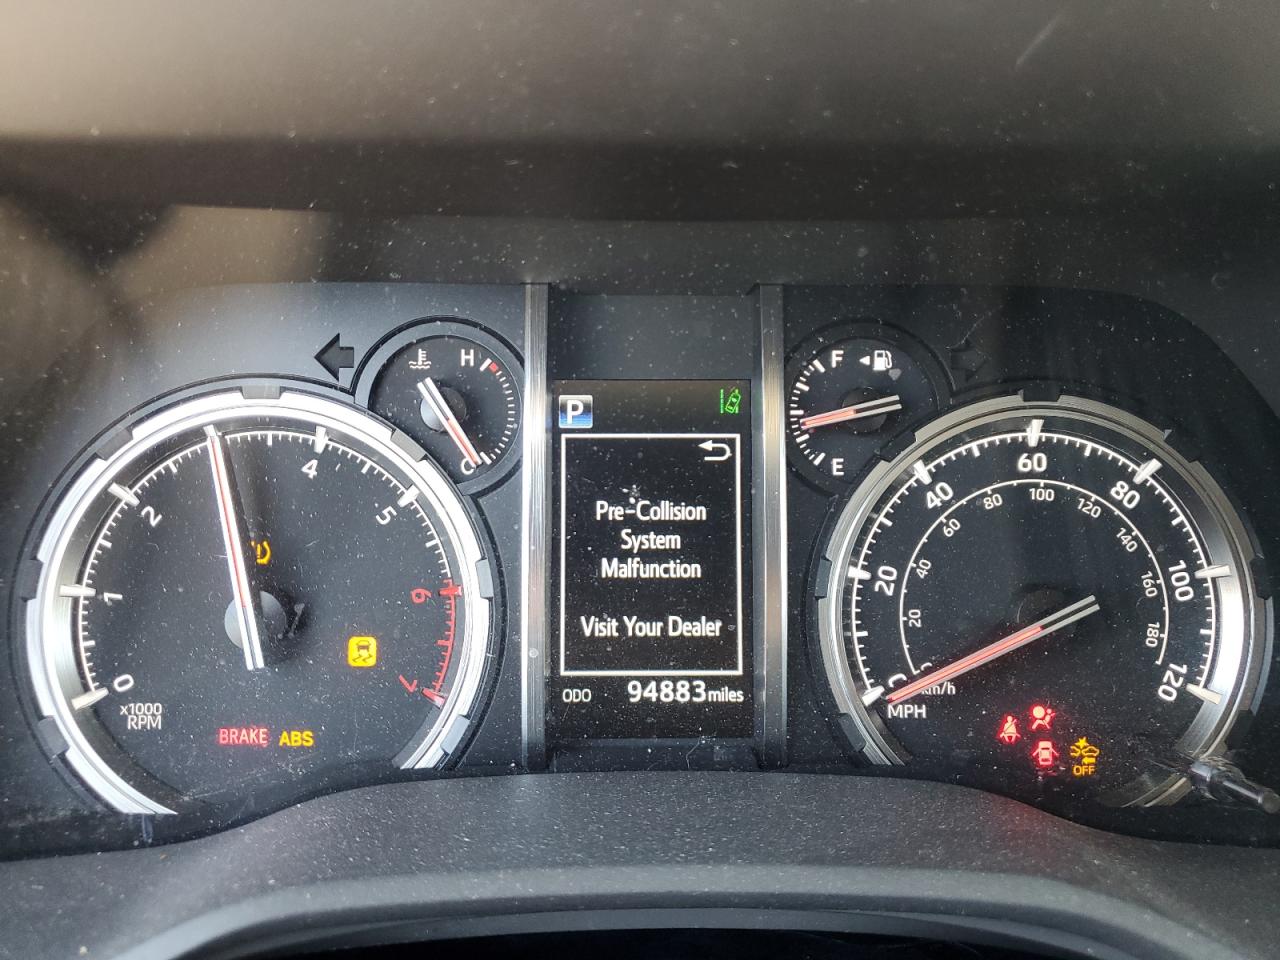 H
C
0
1
2
4
5
6
7
x1000
RPM
BRAKE
ABS
P
Pre-Collision
System
Malfunction
Visit Your Dealer
ODO 94883 miles
F
E
20
40
60
80
100
120
20
40
60
80
100
120
140
160
180
km/h
MPH
OFF